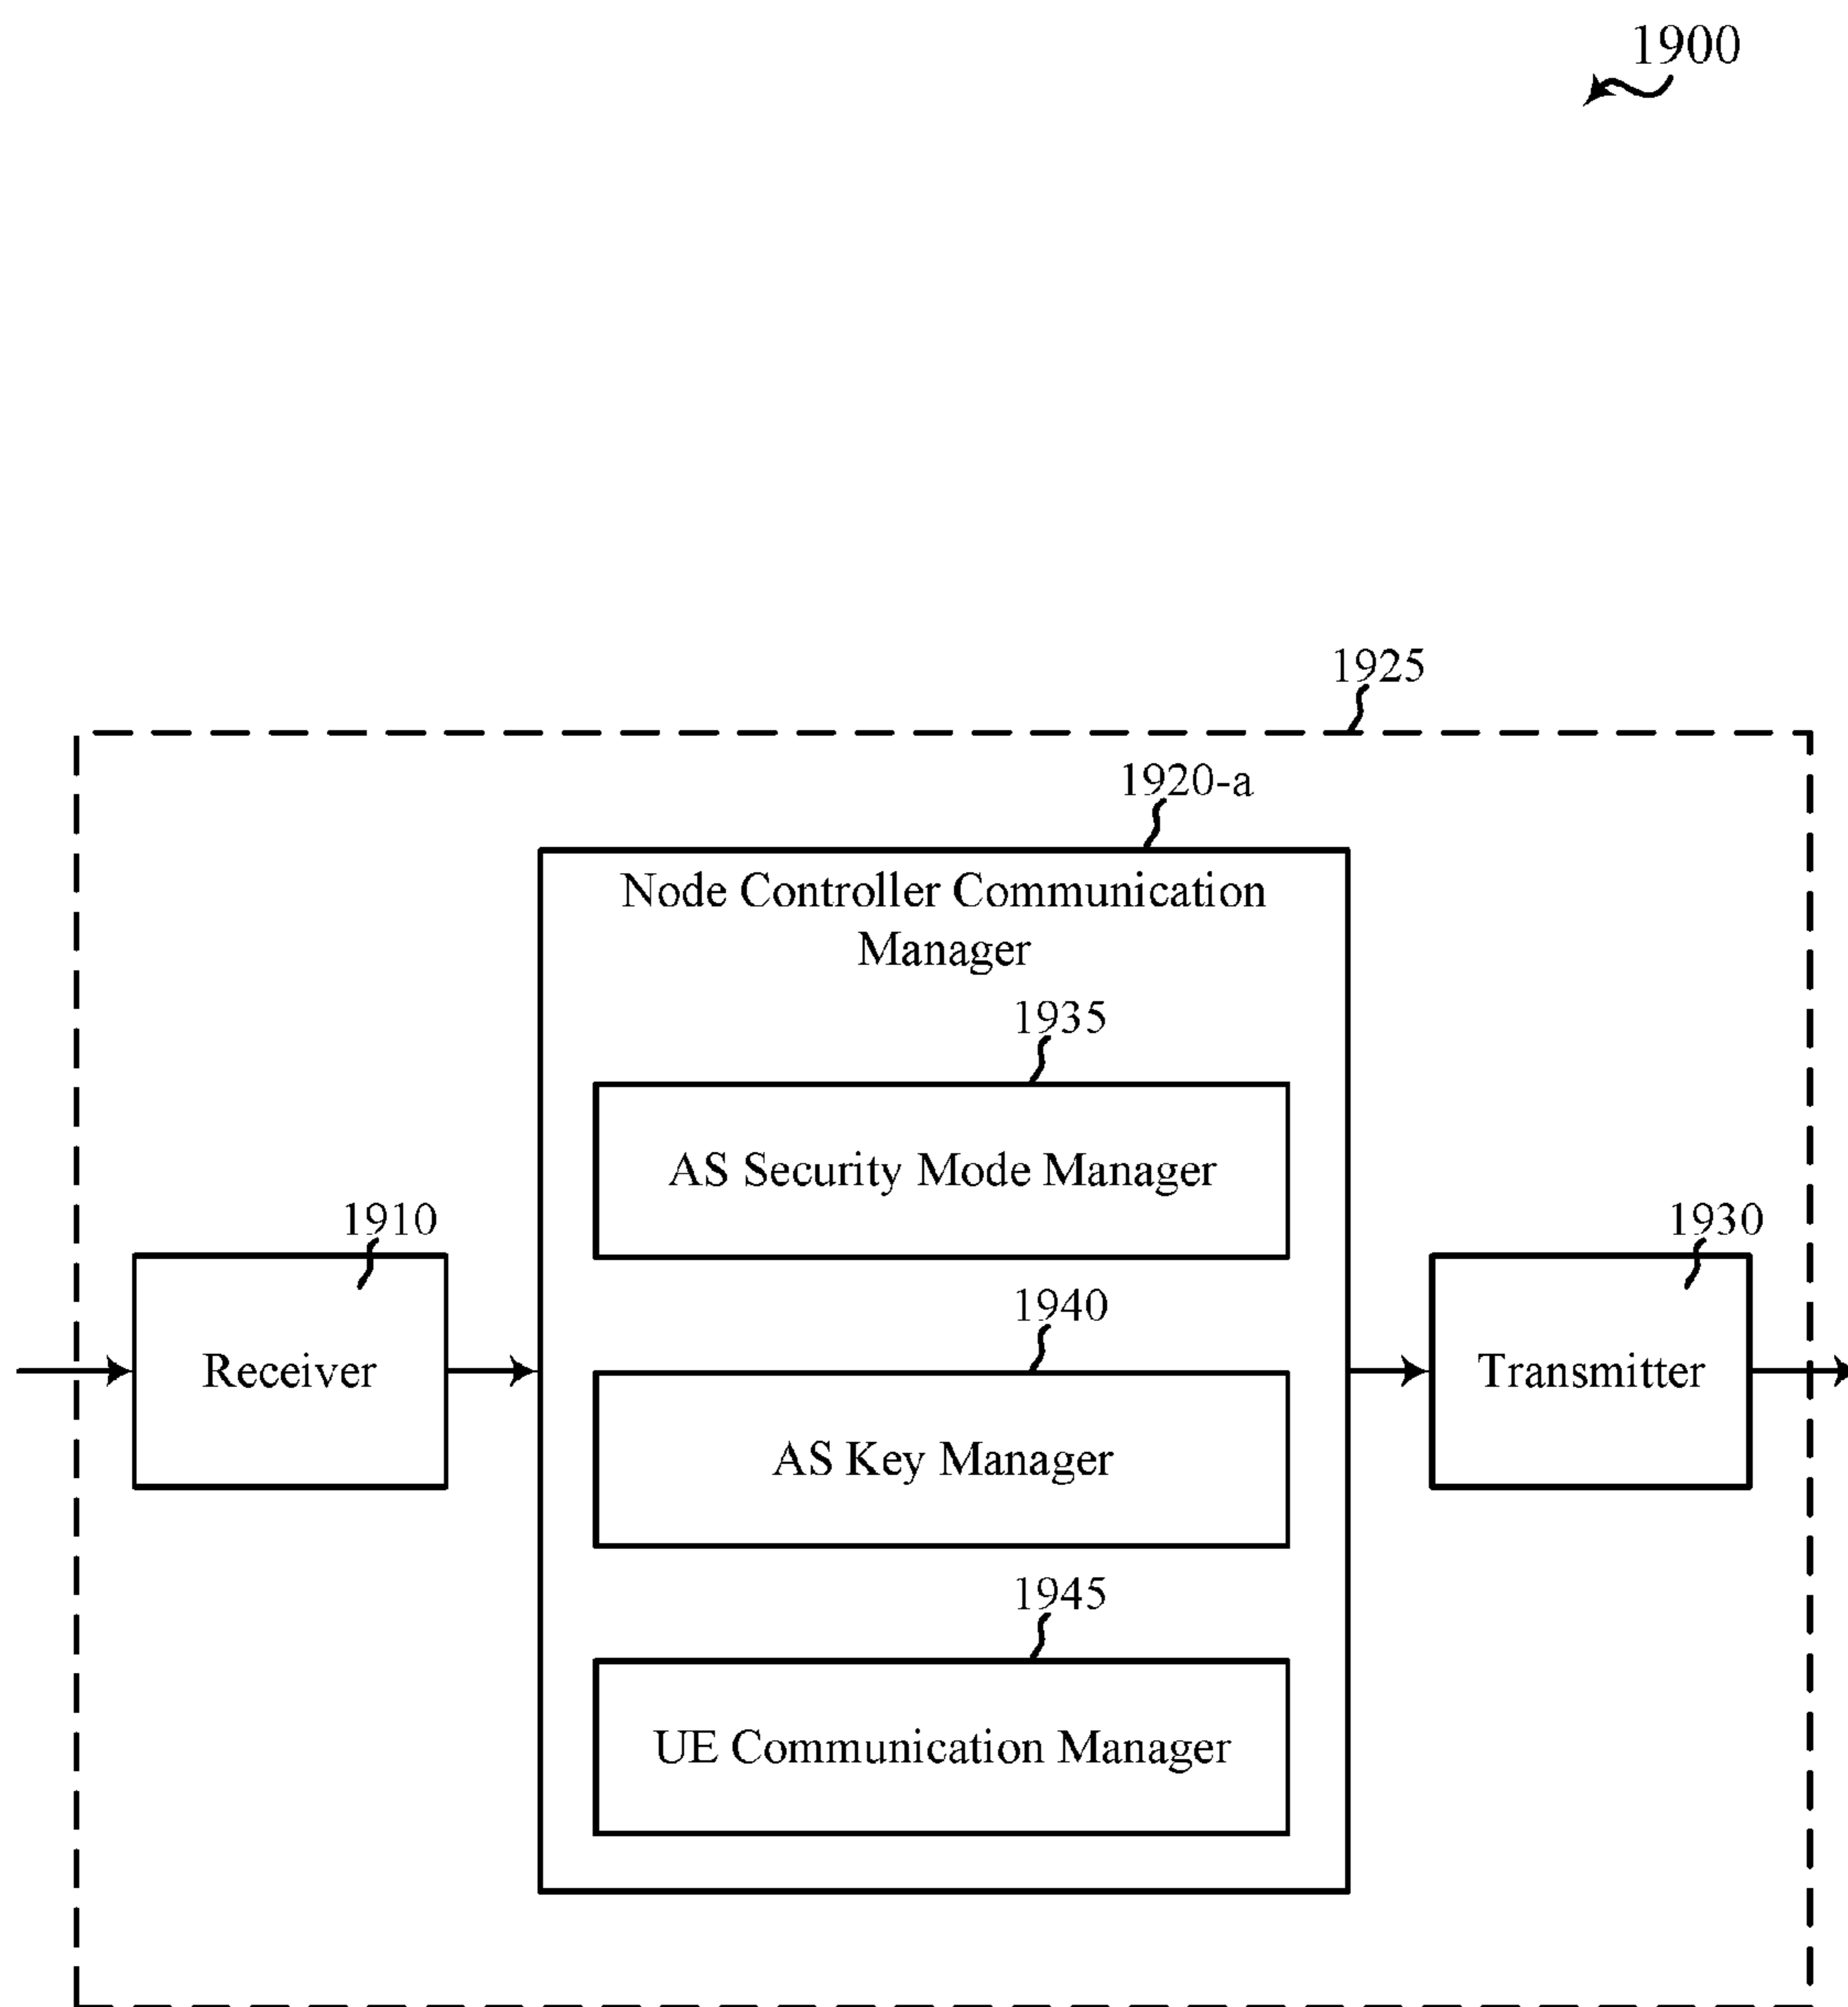 1900
1925
1920-a
Node Controller Communication
Manager
1935
AS Security Mode Manager
1910
Receiver
1940
AS Key Manager
1930
Transmitter
1945
UE Communication Manager